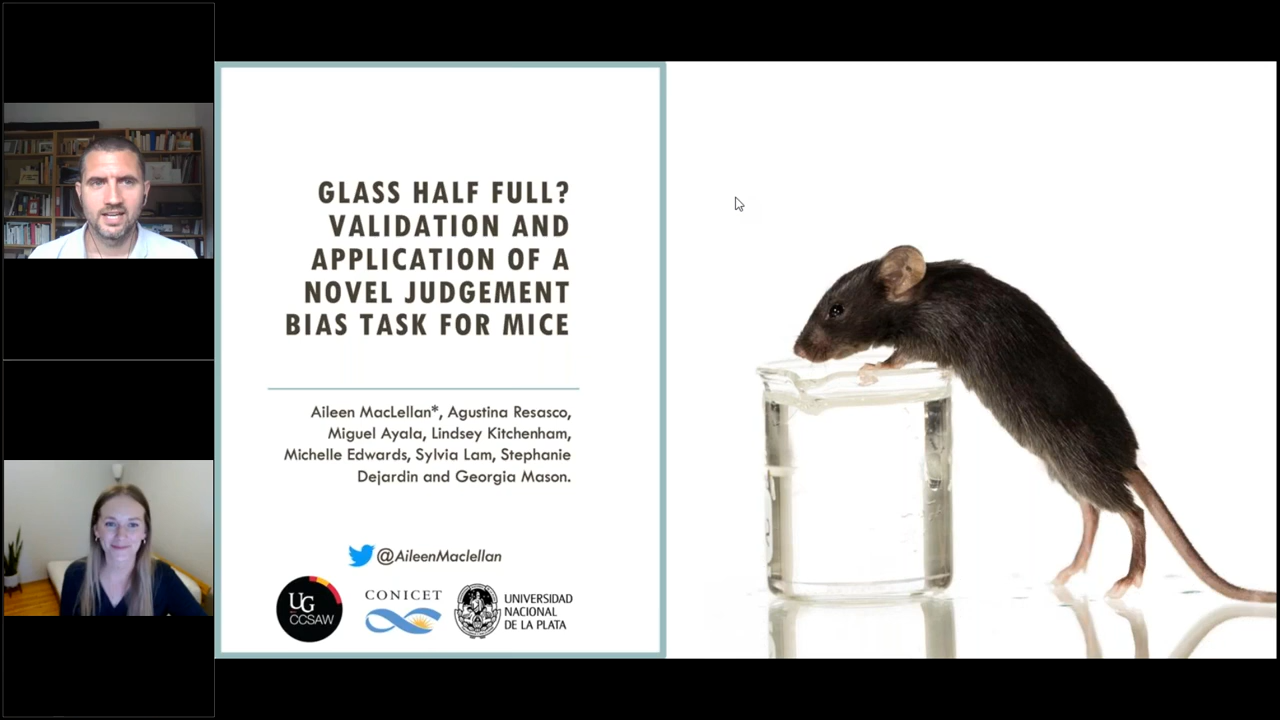 GLASS HALF FULL?
VALIDATION AND
APPLICATION OF A
NOVEL JUDGEMENT
BIAS TASK FOR MICE
Aileen MacLellan*, Agustina Resasco,
Miguel Ayala, Lindsey Kitchenham,
Michelle Edwards, Sylvia Lam, Stephanie
Dejardin and Georgia Mason.
@AileenMaclellan
UG
CCSAW
CONICET
UNIVERSIDAD
NACIONAL
DE LA PLATA